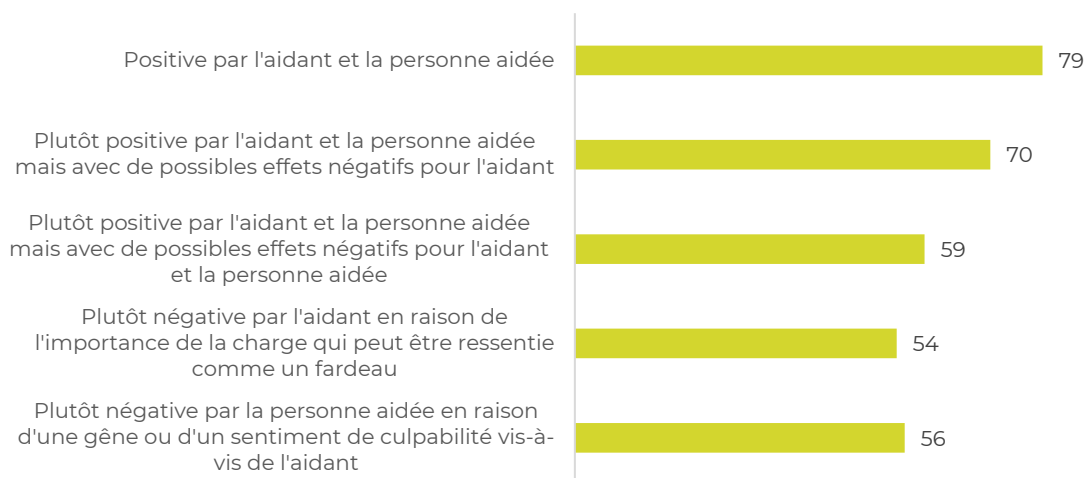 Positive par l'aidant et la personne aidée
79
Plutôt positive par l'aidant et la personne aidée
mais avec de possibles effets négatifs pour l'aidant
70
Plutôt positive par l'aidant et la personne aidée
mais avec de possibles effets négatifs pour l'aidant
et la personne aidée
59
Plutôt négative par l'aidant en raison de
l'importance de la charge qui peut être ressentie
comme un fardeau
54
Plutôt négative par la personne aidée en raison
d'une gêne ou d'un sentiment de culpabilité vis-à-
vis de l'aidant
56